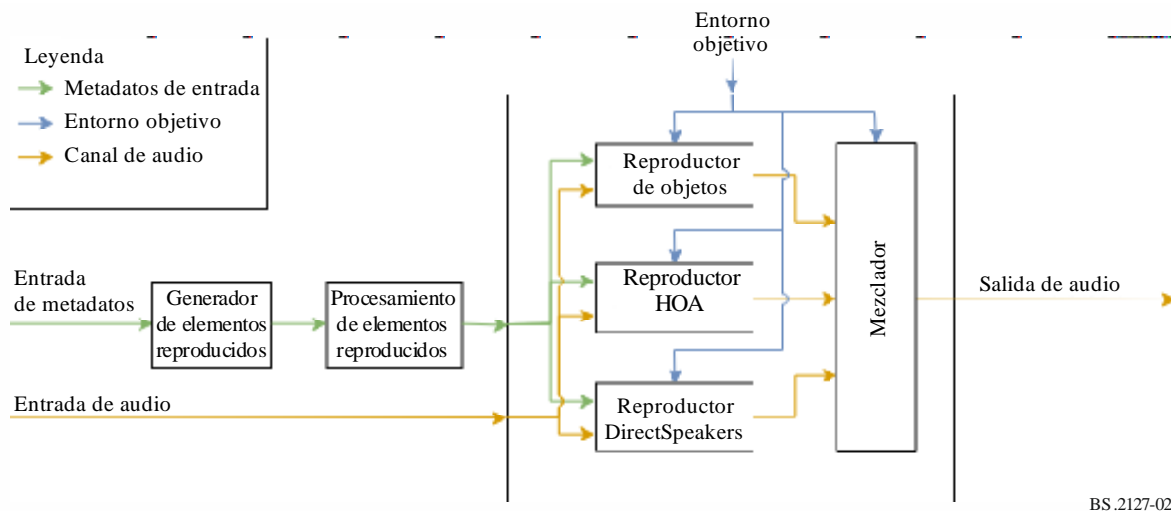 Entorno
objetivo
Leyenda
Metadatos de entrada
Entorno objetivo
Canal de audio
Reproductor
de objetos
Entrada
de metadatos
Generador
de elementos
reproducidos
Procesamiento
de elementos
reproducidos
Reproductor
HOA
Mezclador
Salida de audio
Entrada de audio
Reproductor
DirectSpeakers
BS.2127-02